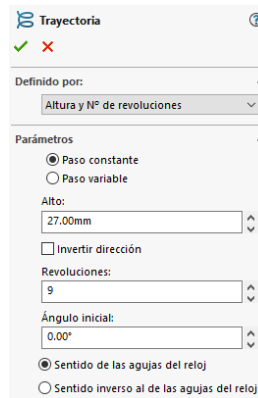 Trayectoria
Definido por:
Altura y Nº de revoluciones
Parámetros
Paso constante
Paso variable
Alto:
27.00mm
Invertir dirección
Revoluciones:
9
Ángulo inicial:
0.00°
Sentido de las agujas del reloj
Sentido inverso al de las agujas del reloj